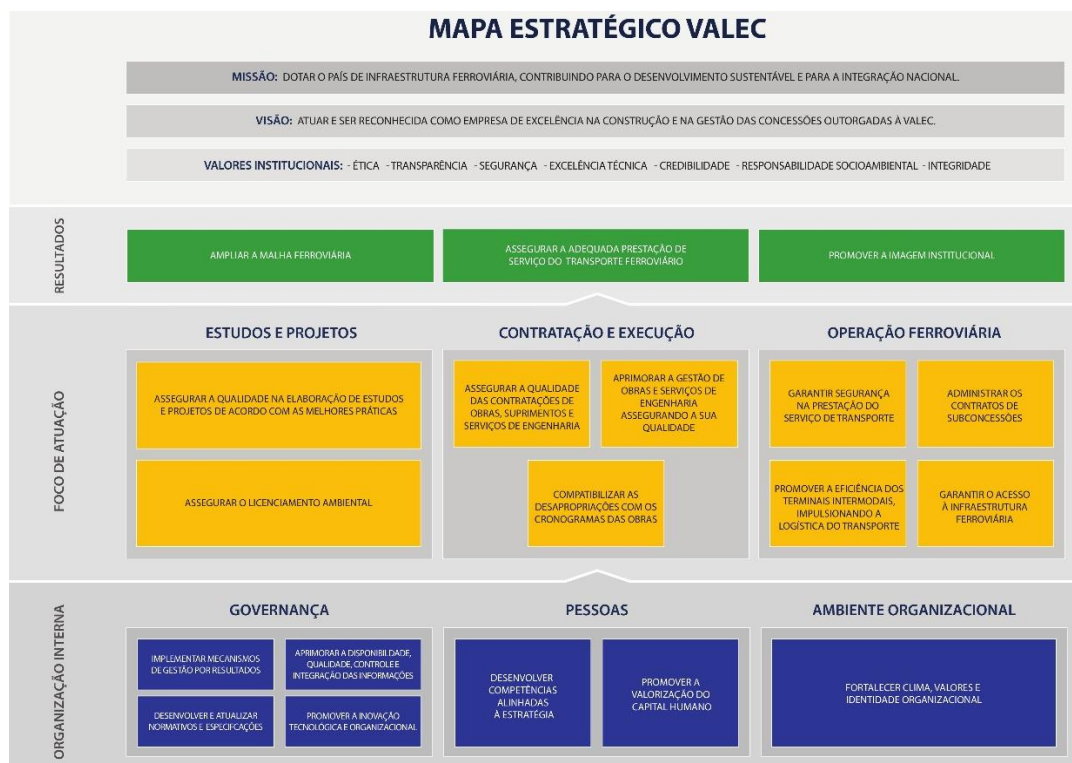 MAPA ESTRATÉGICO VALEC
MISSÃO: DOTAR O PAÍS DE INFRAESTRUTURA FERROVIÁRIA, CONTRIBUINDO PARA O DESENVOLVIMENTO SUSTENTÁVEL E PARA A INTEGRAÇÃO NACIONAL.
VISÃO: ATUAR E SER RECONHECIDA COMO EMPRESA DE EXCELÊNCIA NA CONSTRUÇÃO E NA GESTÃO DAS CONCESSÕES OUTORGADAS À VALEC.
VALORES INSTITUCIONAIS: - ÉTICA - TRANSPARÊNCIA - SEGURANÇA - EXCELÊNCIA TÉCNICA - CREDIBILIDADE - RESPONSABILIDADE SOCIOAMBIENTAL - INTEGRIDADE
RESULTADOS
AMPLIAR A MALHA FERROVIÁRIA
ASSEGURAR A ADEQUADA PRESTAÇÃO DE
SERVIÇO DO TRANSPORTE FERROVIÁRIO
PROMOVER A IMAGEM INSTITUCIONAL
FOCO DE ATUAÇÃO
ESTUDOS E PROJETOS
ASSEGURAR A QUALIDADE NA ELABORAÇÃO DE ESTUDOS
E PROJETOS DE ACORDO COM AS MELHORES PRÁTICAS
ASSEGURAR O LICENCIAMENTO AMBIENTAL
CONTRATAÇÃO E EXECUÇÃO
ASSEGURAR A QUALIDADE
DAS CONTRATAÇÕES DE
OBRAS, SUPRIMENTOS E
SERVIÇOS DE ENGENHARIA
APRIMORAR A GESTÃO DE
OBRAS E SERVIÇOS DE
ENGENHARIA
ASSEGURANDO A SUA
QUALIDADE
COMPATIBILIZAR AS
DESAPROPRIAÇÕES COM OS
CRONOGRAMAS DAS OBRAS
OPERAÇÃO FERROVIÁRIA
GARANTIR SEGURANÇA
NA PRESTAÇÃO DO
SERVIÇO DE TRANSPORTE
ADMINISTRAR OS
CONTRATOS DE
SUBCONCESSÕES
PROMOVER A EFICIÊNCIA DOS
TERMINAIS INTERMODAIS,
IMPULSIONANDO A
LOGÍSTICA DO TRANSPORTE
GARANTIR O ACESSO
À INFRAESTRUTURA
FERROVIÁRIA
ORGANIZAÇÃO INTERNA
GOVERNANÇA
IMPLEMENTAR MECANISMOS
DE GESTÃO POR RESULTADOS
APRIMORAR A DISPONIBILDADE,
QUALIDADE, CONTROLE E
INTEGRAÇÃO DAS INFORMAÇÕES
DESENVOLVER E ATUALIZAR
NORMATIVOS E ESPECIFCAÇÕES
PROMOVER A INOVAÇÃO
TECNOLÓGICA E ORGANIZACIONAL
PESSOAS
DESENVOLVER
COMPETÊNCIAS
ALINHADAS
À ESTRATÉGIA
PROMOVER A
VALORIZAÇÃO DO
CAPITAL HUMANO
AMBIENTE ORGANIZACIONAL
FORTALECER CLIMA, VALORES E
IDENTIDADE ORGANIZACIONAL